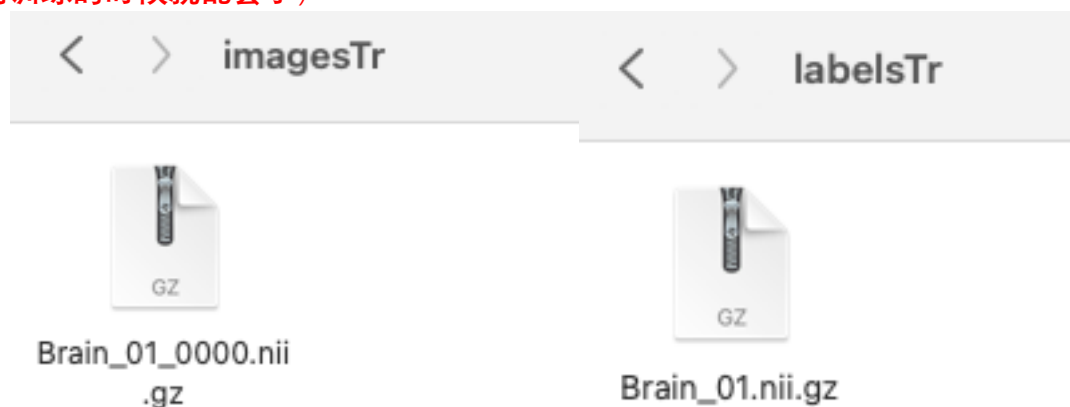 imagesTr
labelsTr
GZ
Brain_01_0000.nii
.gz
GZ
Brain_01.nii.gz